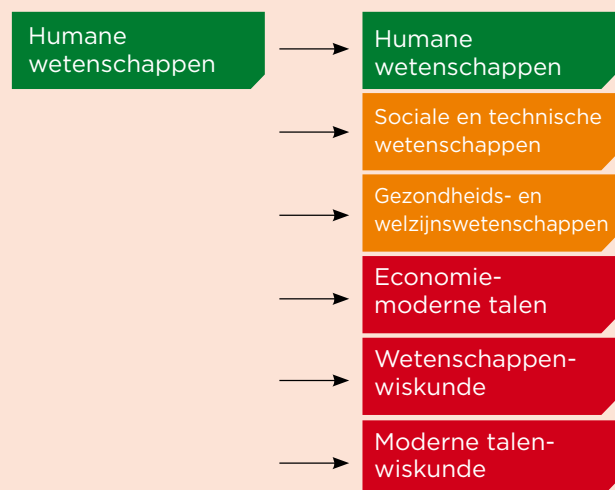 Humane
wetenschappen
Humane
wetenschappen
Sociale en technische
wetenschappen
Gezondheids- en
welzijnswetenschappen
Economie-
moderne talen
Wetenschappen-
wiskunde
Moderne talen-
wiskunde